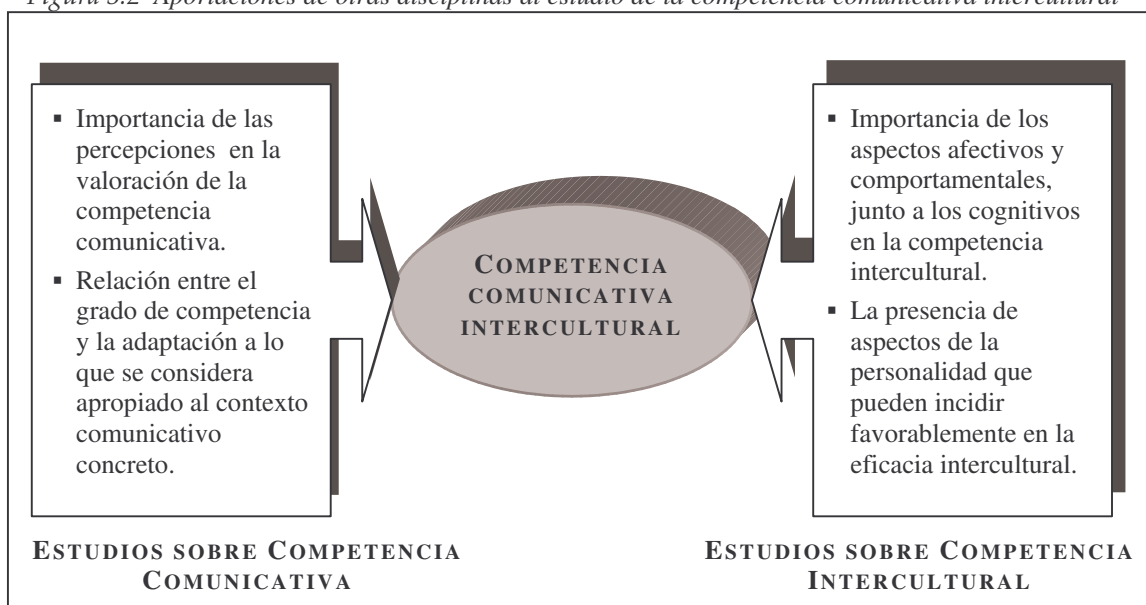 Figura 3.2 Aportaciones de otras disciplinas al estudio de la competencia comunicativa intercultural
▪ Importancia de las
percepciones en la
valoración de la
competencia
comunicativa.
▪ Relación entre el
grado de competencia
y la adaptación a lo
que se considera
apropiado al contexto
comunicativo
concreto.
ESTUDIOS SOBRE COMPETENCIA
COMUNICATIVA
COMPETENCIA
COMUNICATIVA
INTERCULTURAL
▪ Importancia de los
aspectos afectivos y
comportamentales,
junto a los cognitivos
en la competencia
intercultural.
▪ La presencia de
aspectos de la
personalidad que
pueden incidir
favorablemente en la
eficacia intercultural.
ESTUDIOS SOBRE COMPETENCIA
INTERCULTURAL